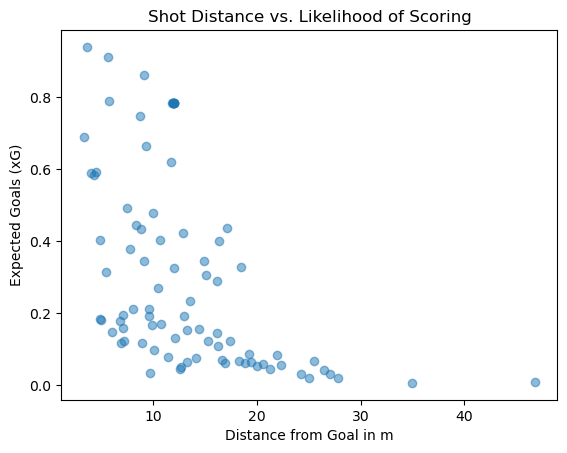 Shot Distance vs. Likelihood of Scoring
Expected Goals (xG)
0.8
0.6
0.4
0.2
0.0
10 20 30 40
Distance from Goal in m